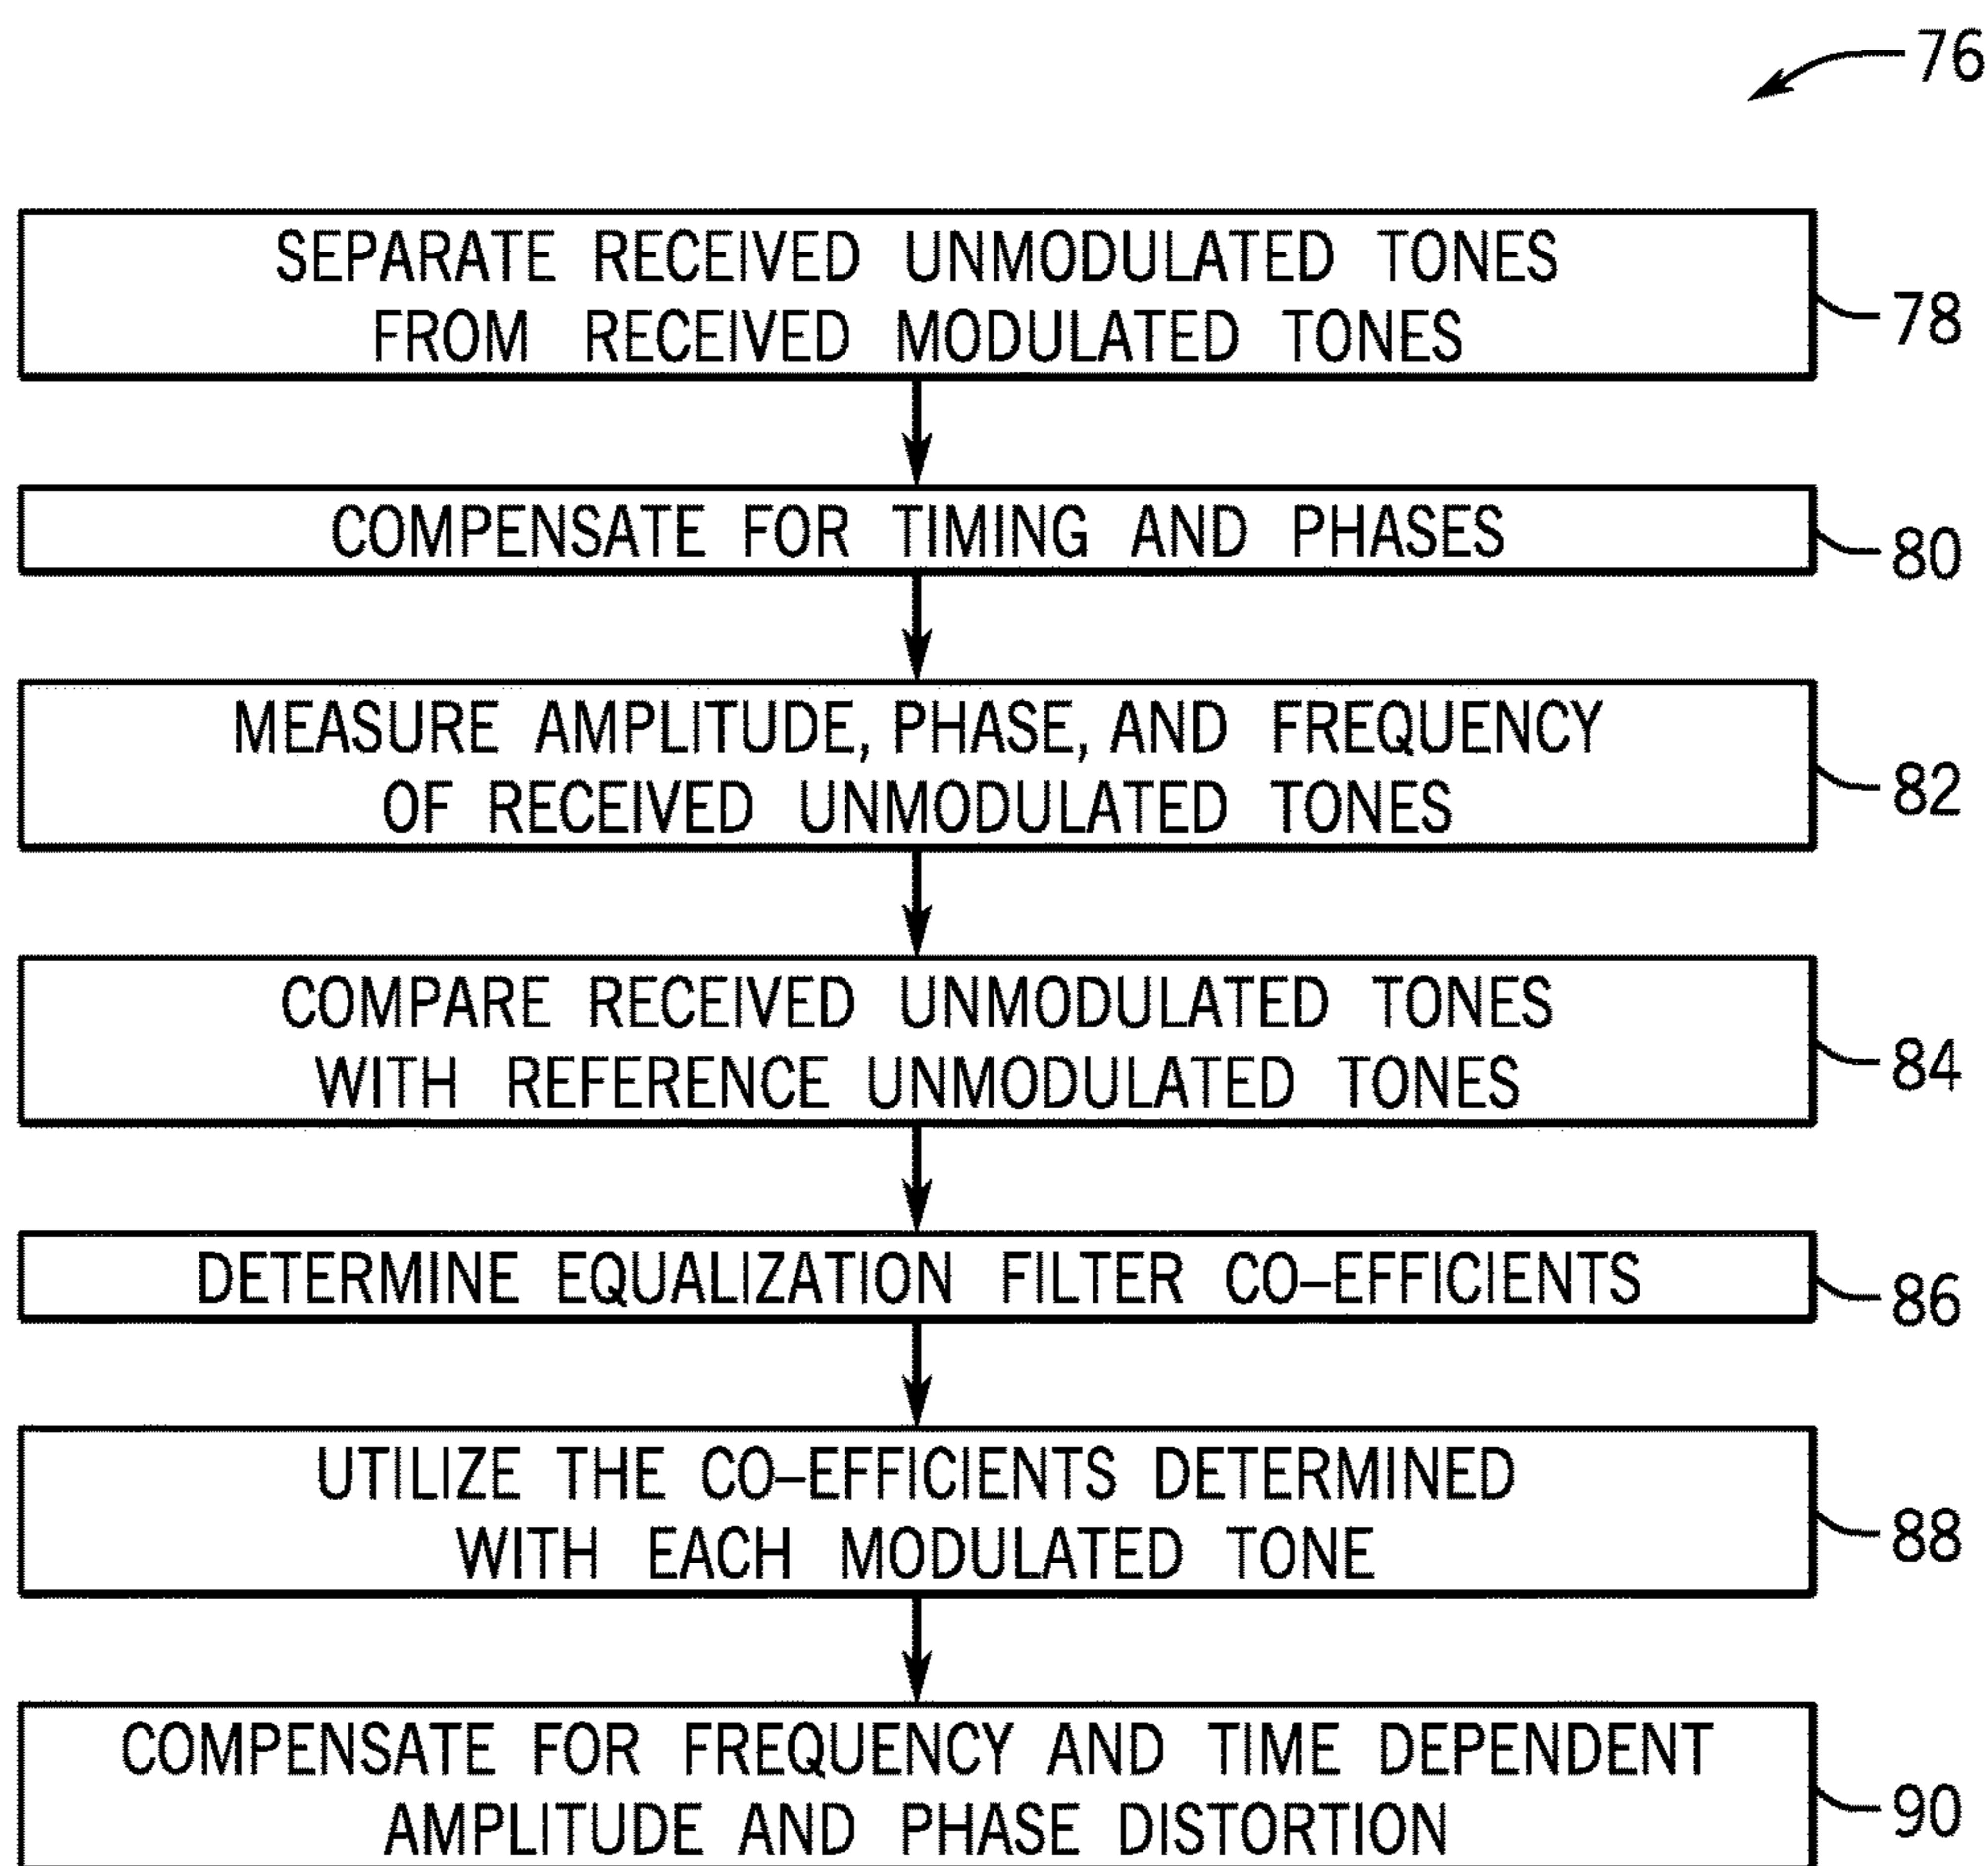 76
SEPARATE RECEIVED UNMODULATED TONES
FROM RECEIVED MODULATED TONES
78
COMPENSATE FOR TIMING AND PHASES
80
MEASURE AMPLITUDE, PHASE, AND FREQUENCY
OF RECEIVED UNMODULATED TONES
82
COMPARE RECEIVED UNMODULATED TONES
WITH REFERENCE UNMODULATED TONES
84
DETERMINE EQUALIZATION FILTER CO–EFFICIENTS
86
UTILIZE THE CO–EFFICIENTS DETERMINED
WITH EACH MODULATED TONE
88
COMPENSATE FOR FREQUENCY AND TIME DEPENDENT
AMPLITUDE AND PHASE DISTORTION
90